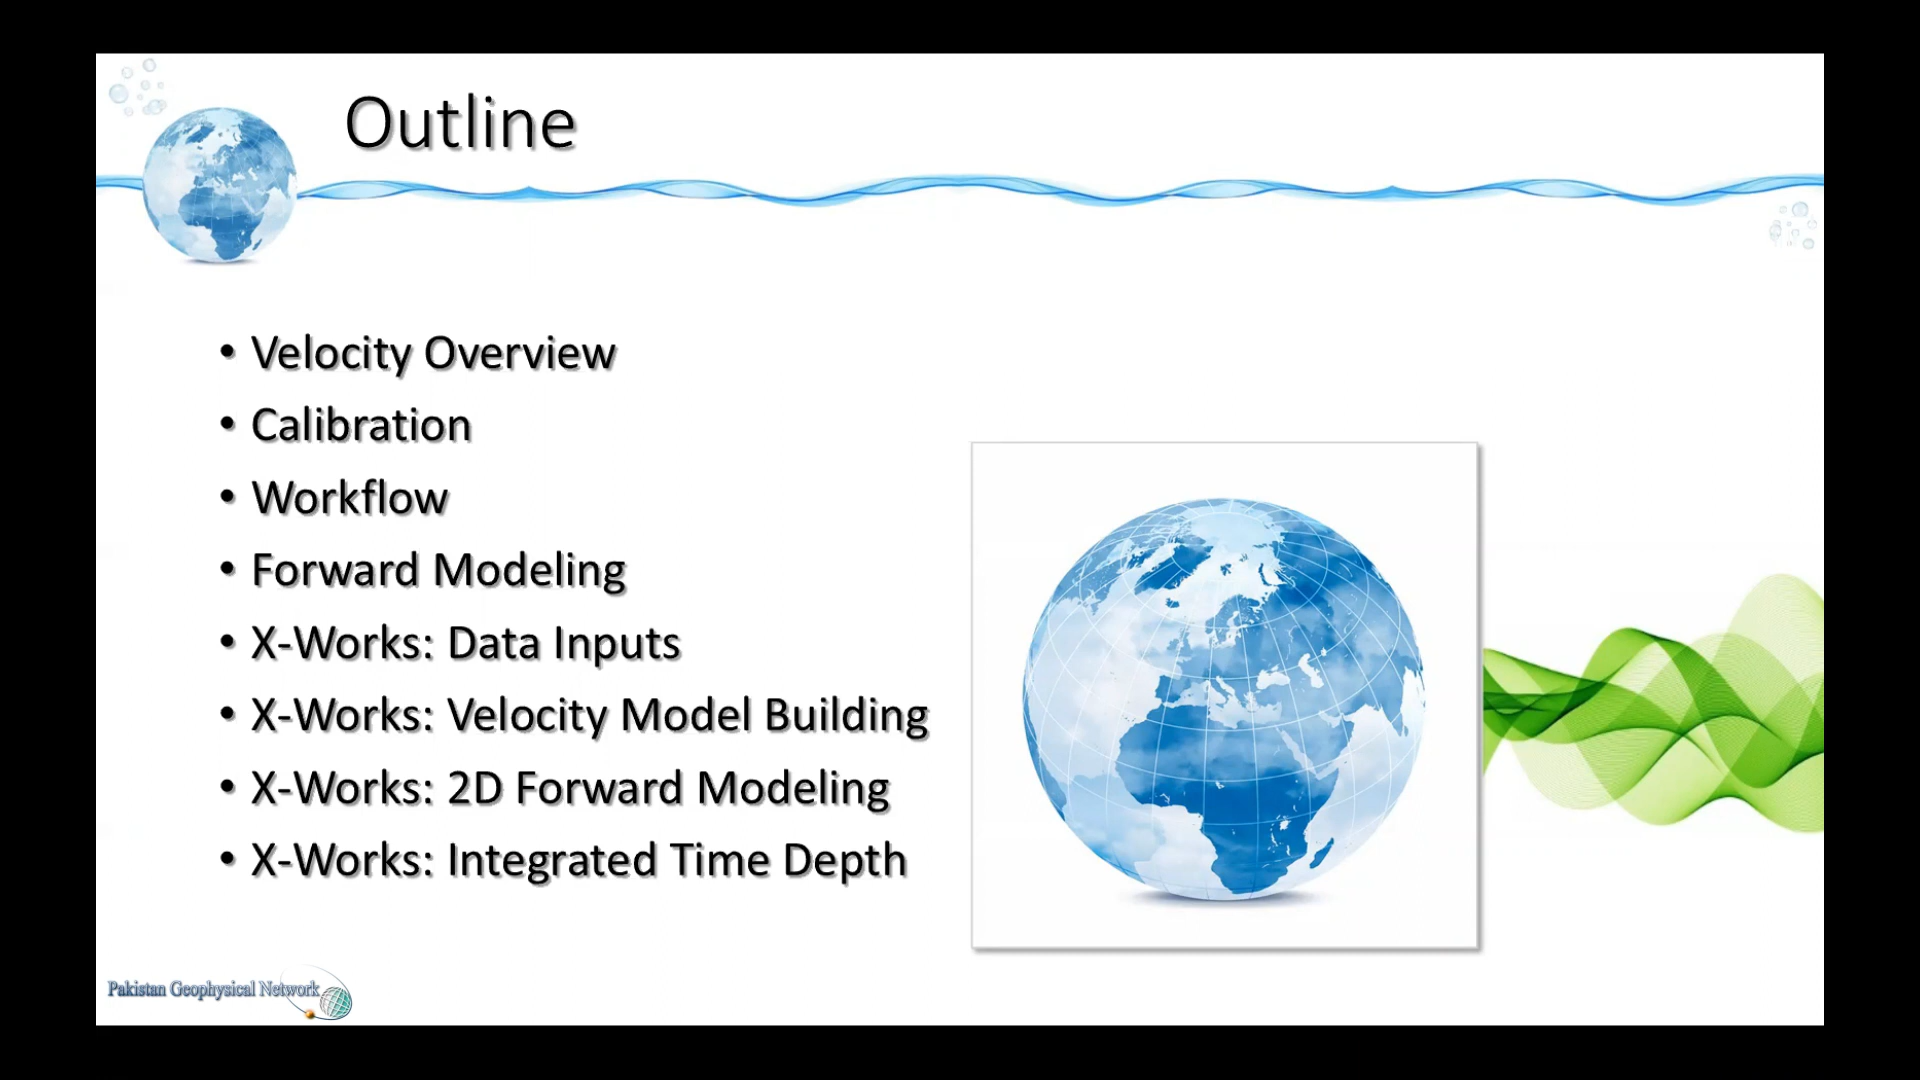 Outline
• Velocity Overview
• Calibration
• Workflow
• Forward Modeling
• X-Works: Data Inputs
• X-Works: Velocity Model Building
• X-Works: 2D Forward Modeling
• X-Works: Integrated Time Depth
Pakistan Geophysical Network